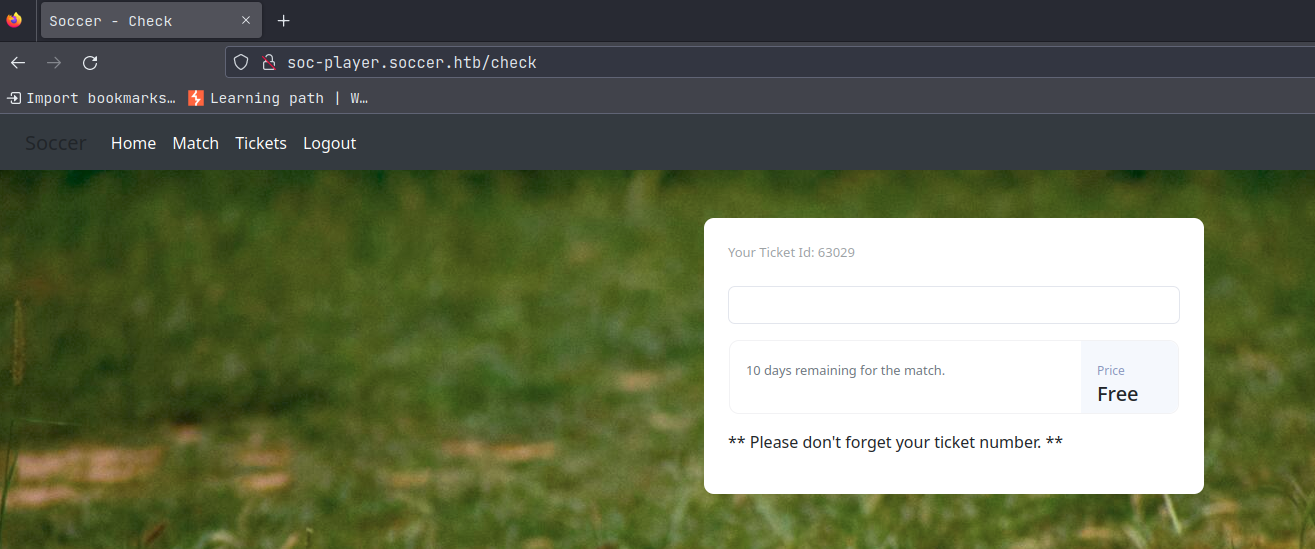 Soccer - Check
soc-player.soccer.htb/check
Import bookmarks… Learning path | W…
Soccer Home Match Tickets Logout
Your Ticket Id: 63029
10 days remaining for the match.
Price
Free
** Please don't forget your ticket number. **